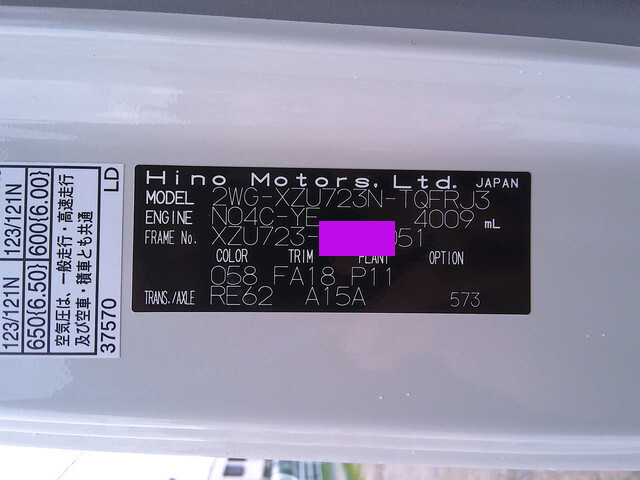 Hino Motors, Ltd. JAPAN
MODEL 2WG-XZU723N-TQFRJ3
ENGINE N04C-YE 4009 mL
FRAME No. XZU723- 051
COLOR TRIM PLANT OPTION
058 FA18 P11
TRANS./AXLE RE62 A15A 573
LD
123/121N 600{6.00}
123/121N 650{6.50}
空気圧は、一般走行・高速走行
及び空車・積車とも共通
37570